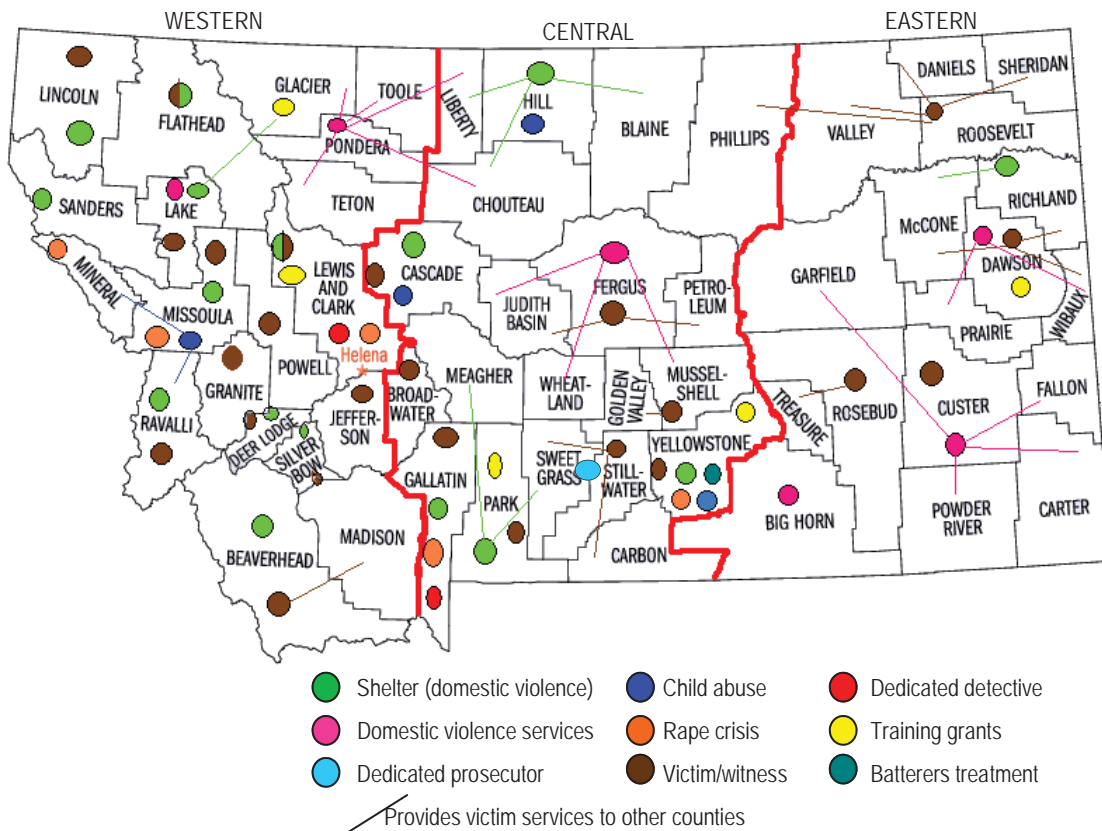 WESTERN
CENTRAL
EASTERN
LINCOLN
FLATHEAD
GLACIER
TOOLE
LIBERTY
HILL
BLAINE
PHILLIPS
VALLEY
DANIELS
SHERIDAN
ROOSEVELT
PONDERA
TETON
CHOUTEAU
SANDERS
LAKE
McCONE
RICHLAND
DAWSON
MINERAL
MISSOULA
LEWIS
AND
CLARK
CASCADE
JUDITH
BASIN
FERGUS
PETRO-
LEUM
GARFIELD
PRAIRIE
WIBAUX
Helena
POWELL
GRANITE
RAVALLI
DEER LODGE
SILVER
BOW
JEFFER-
SON
BROAD-
WATER
MEAGHER
WHEAT-
LAND
GOLDEN
VALLEY
MUSSEL-
SHELL
TREASURE
ROSEBUD
CUSTER
FALLON
GALLATIN
PARK
SWEET
GRASS
STILL-
WATER
YELLOWSTONE
BIG HORN
POWDER
RIVER
CARTER
BEAVERHEAD
MADISON
CARBON
Shelter (domestic violence)
Child abuse
Dedicated detective
Domestic violence services
Rape crisis
Training grants
Dedicated prosecutor
Victim/witness
Batterers treatment
Provides victim services to other counties